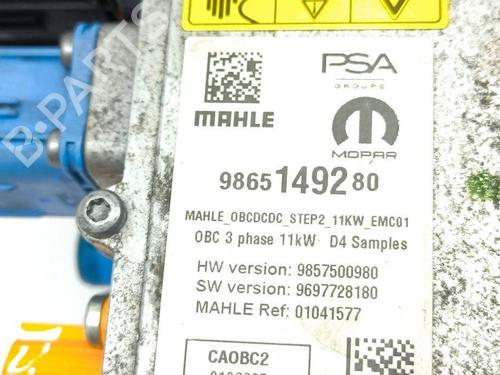 B-PARTS
MAHLE
PSA
GROUPE
MOPAR
9865149280
MAHLE_OBCDCDC_STEP2_11KW_EMC01
OBC 3 phase 11kW D4 Samples
HW version: 9857500980
SW version: 9697728180
MAHLE Ref: 01041577
CAOBC2